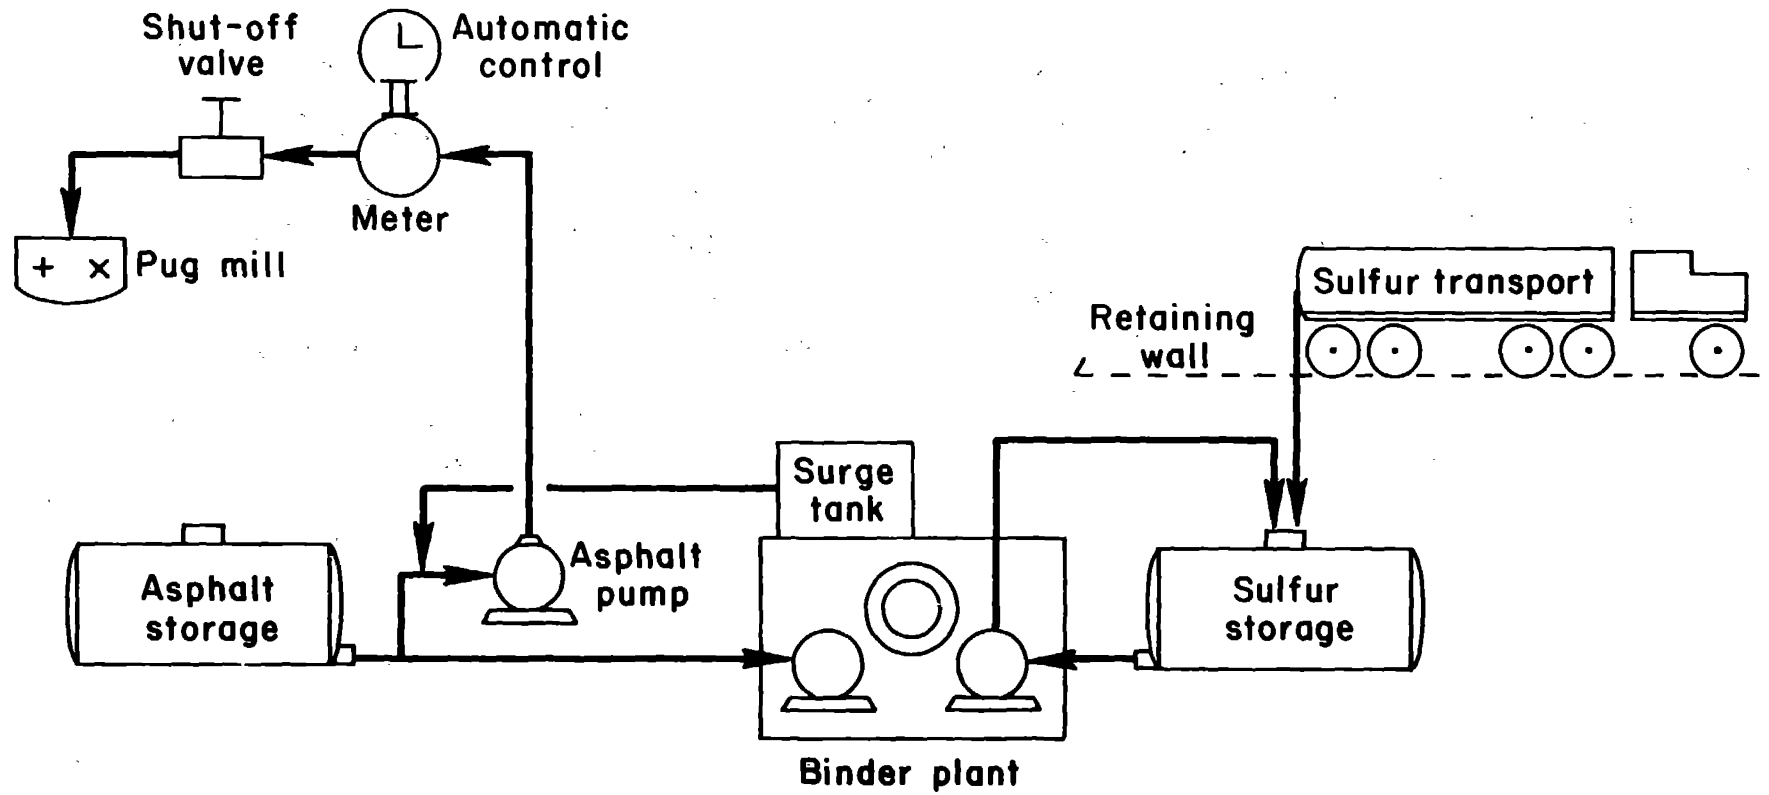 Shut-off
valve
Automatic
control
Meter
Pug mill
Sulfur transport
Retaining
wall
Surge
tank
Asphalt
pump
Asphalt
storage
Sulfur
storage
Binder plant